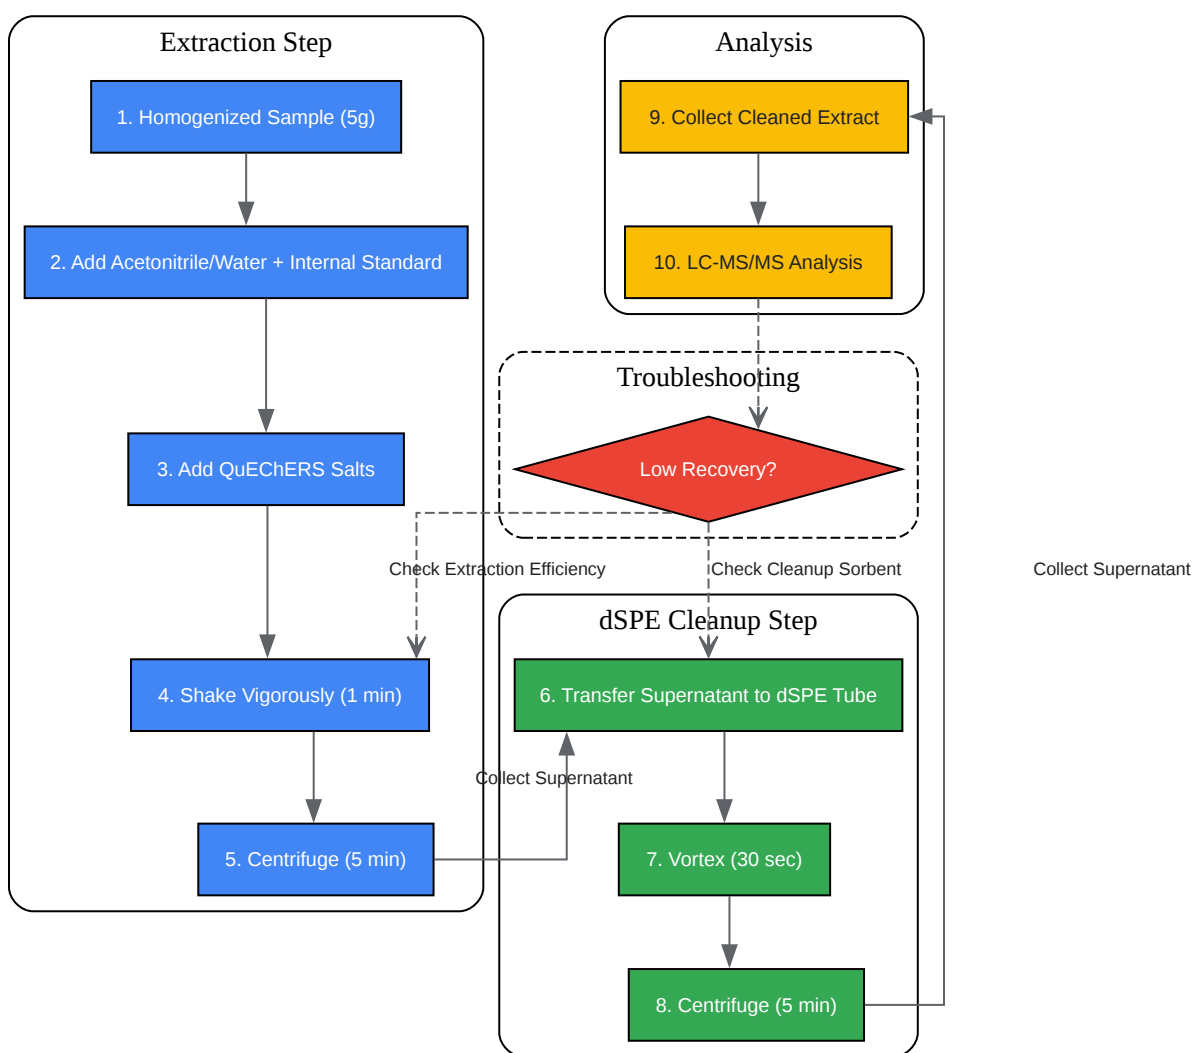 Extraction Step
1. Homogenized Sample (5g)
2. Add Acetonitrile/Water + Internal Standard
3. Add QuEChERS Salts
4. Shake Vigorously (1 min)
5. Centrifuge (5 min)
Collect Supernatant
Analysis
9. Collect Cleaned Extract
10. LC-MS/MS Analysis
Troubleshooting
Low Recovery?
Check Extraction Efficiency
Check Cleanup Sorbent
Collect Supernatant
dSPE Cleanup Step
6. Transfer Supernatant to dSPE Tube
7. Vortex (30 sec)
8. Centrifuge (5 min)